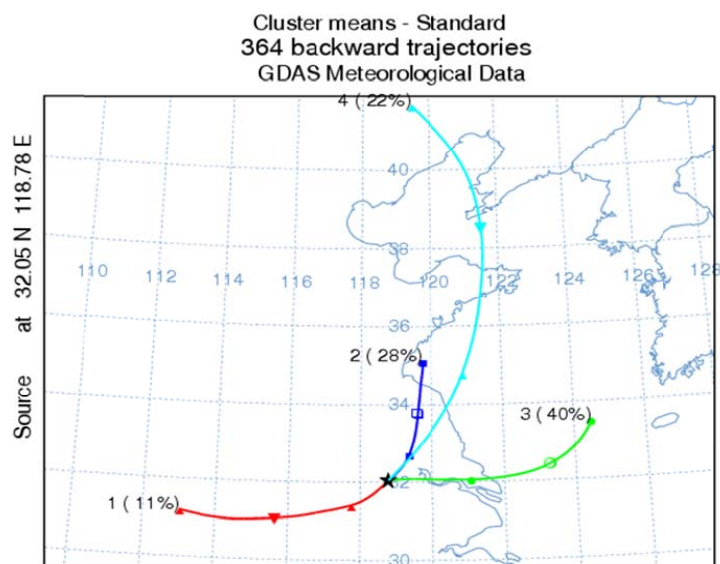 Cluster means - Standard
364 backward trajectories
GDAS Meteorological Data
Source at 32.05 N 118.78 E
4 ( 22%)
40
38
110 112 114 116 118 120 122 124 126 128
36
2 ( 28%)
34
3 ( 40%)
32
1 ( 11%)
30